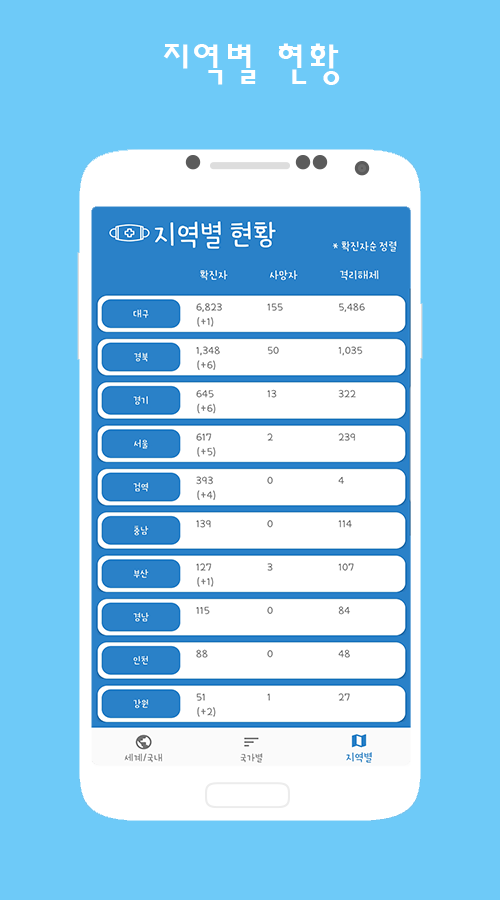 지역별 현황
지역별 현황
* 확진자순 정렬
확진자 사망자 격리해제
대구 6,823 155 5,486
(+1)
경북 1,348 50 1,035
(+6)
경기 645 13 322
(+6)
서울 617 2 239
(+5)
검역 393 0 4
(+4)
충남 139 0 114
부산 127 3 107
(+1)
경남 115 0 84
인천 88 0 48
강원 51 1 27
(+2)
세계/국내 국가별 지역별